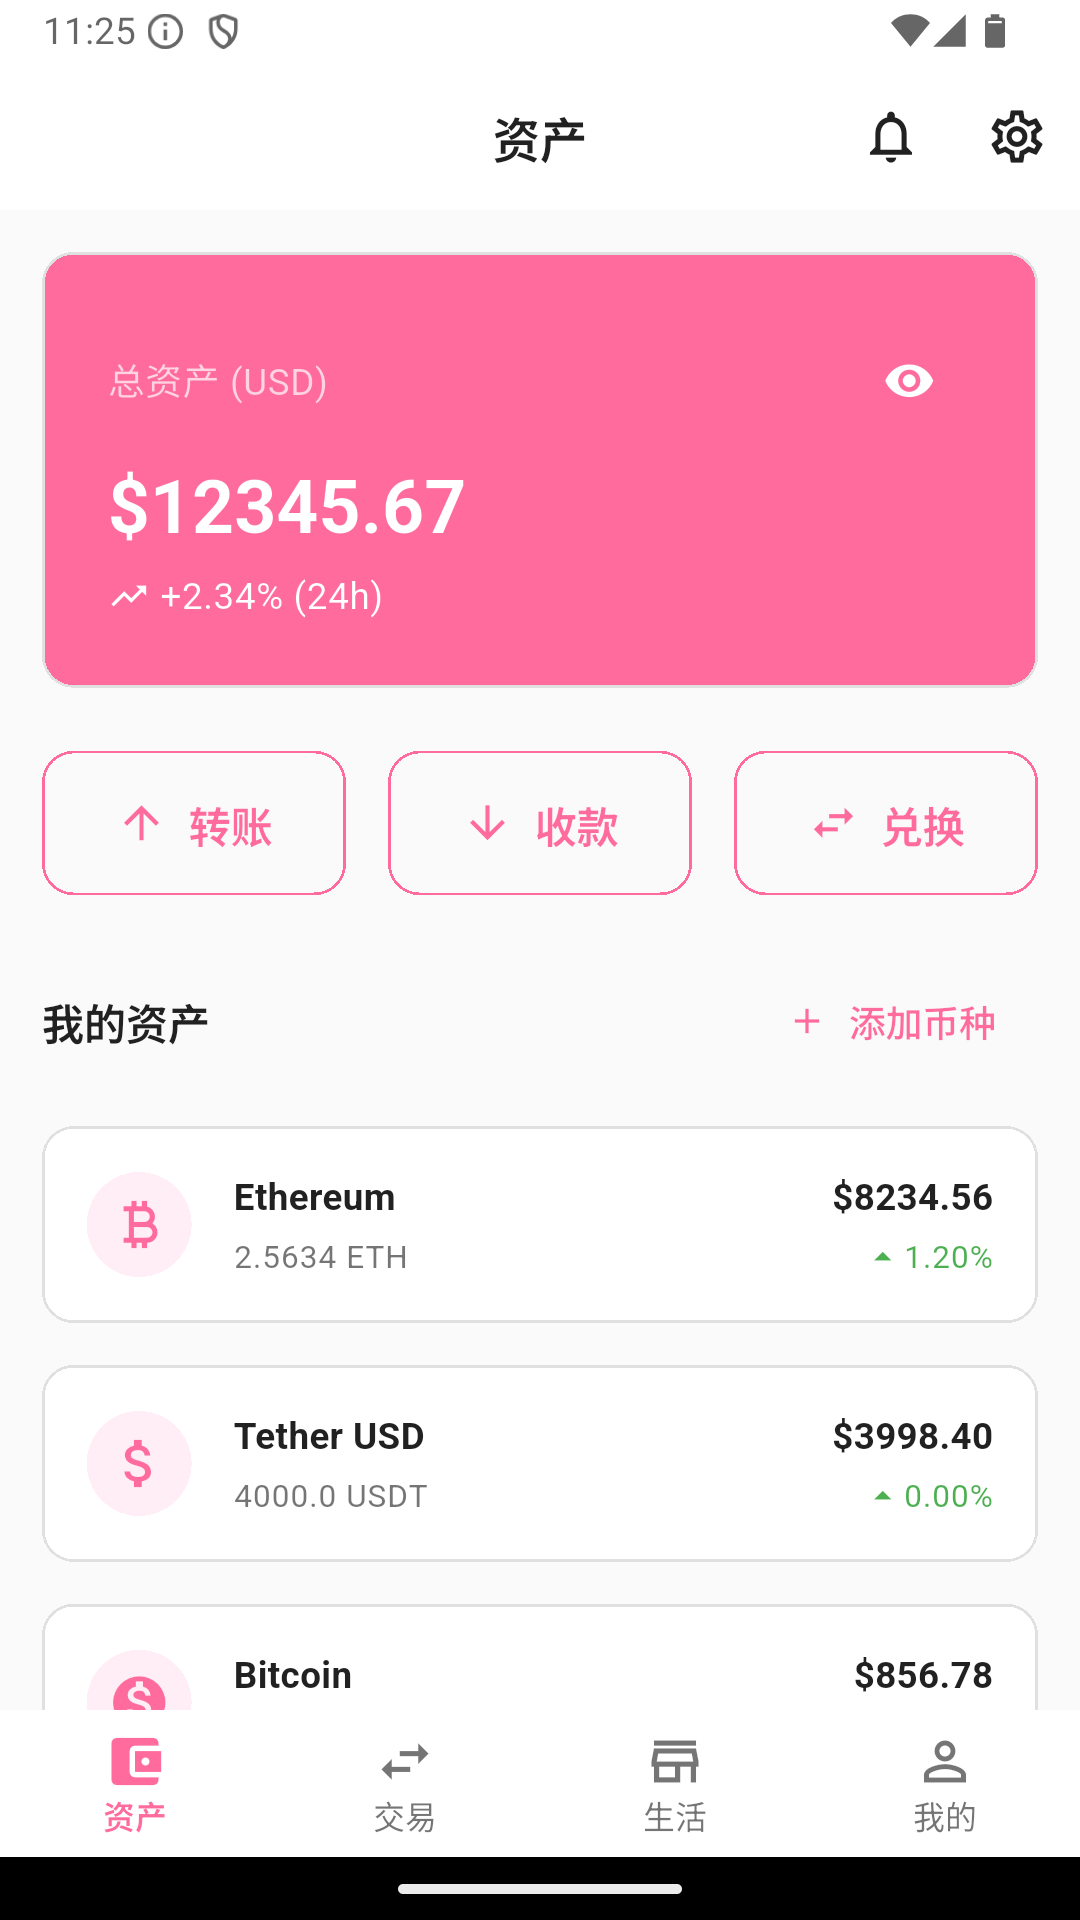 11:25
资产
总资产 (USD)
$12345.67
+2.34% (24h)
转账
收款
兑换
我的资产
添加币种
Ethereum
$8234.56
2.5634 ETH
1.20%
Tether USD
$3998.40
4000.0 USDT
0.00%
Bitcoin
$856.78
资产
交易
生活
我的